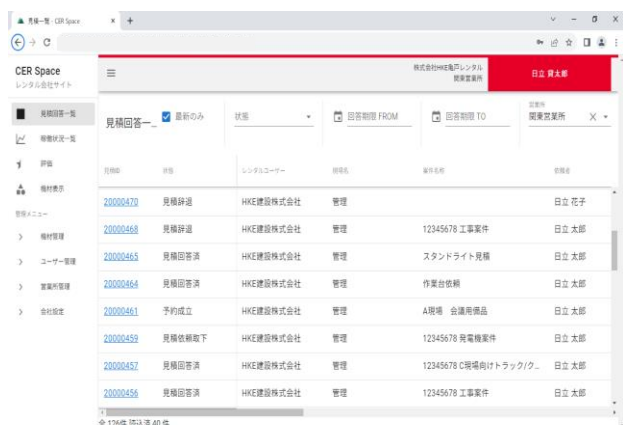 見積一覧 - CER Space
CER Space
レンタル会社サイト
株式会社HKE亀戸レンタル
関東営業所
日立 貸太郎
見積回答一覧
稼働状況一覧
評価
機材表示
管理メニュー
機材管理
ユーザー管理
営業所管理
会社設定
見積回答一...
最新のみ
状態
回答期限 FROM
回答期限 TO
営業所
関東営業所
見積ID 状態 レンタルユーザー 現場名 案件名称 依頼者
20000470 見積辞退 HKE建設株式会社 管理 日立 花子
20000468 見積辞退 HKE建設株式会社 管理 12345678 工事案件 日立 太郎
20000465 見積回答済 HKE建設株式会社 管理 スタンドライト見積 日立 太郎
20000464 見積回答済 HKE建設株式会社 管理 作業台依頼 日立 太郎
20000461 予約成立 HKE建設株式会社 管理 A現場 会議用備品 日立 太郎
20000459 見積依頼取下 HKE建設株式会社 管理 12345678 発電機案件 日立 太郎
20000457 見積回答済 HKE建設株式会社 管理 12345678 C現場向けトラック/ク... 日立 太郎
20000456 見積回答済 HKE建設株式会社 管理 12345678 工事案件 日立 太郎
全 126件 読込済 40 件